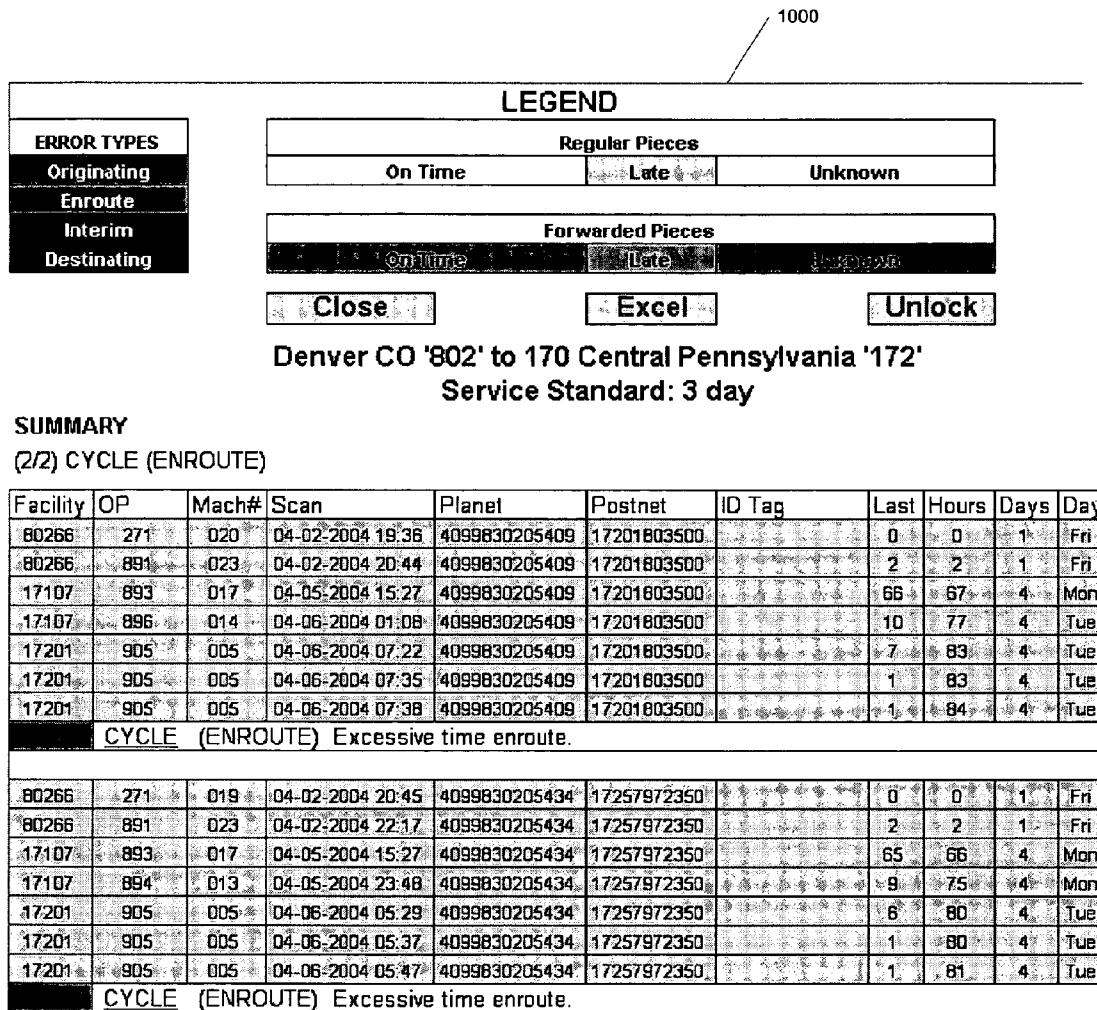 1000
LEGEND
ERROR TYPES
Originating
Enroute
Interim
Destinating
Regular Pieces
On Time Late Unknown
Forwarded Pieces
On Time Late Unknown
Close Excel Unlock
Denver CO '802' to 170 Central Pennsylvania '172'
Service Standard: 3 day
SUMMARY
(2/2) CYCLE (ENROUTE)
Facility OP Mach# Scan Planet Postnet ID Tag Last Hours Days Day
80266 271 020 04-02-2004 19:36 4099830205409 17201803500 0 0 1 Fri
80266 891 023 04-02-2004 20:44 4099830205409 17201803500 2 2 1 Fri
17107 893 017 04-05-2004 15:27 4099830205409 17201803500 66 67 4 Mon
17107 896 014 04-06-2004 01:08 4099830205409 17201803500 10 77 4 Tue
17201 905 005 04-06-2004 07:22 4099830205409 17201803500 7 83 4 Tue
17201 905 005 04-06-2004 07:35 4099830205409 17201803500 1 83 4 Tue
17201 905 005 04-06-2004 07:38 4099830205409 17201803500 1 84 4 Tue
CYCLE (ENROUTE) Excessive time enroute.
80266 271 019 04-02-2004 20:45 4099830205434 17257972350 0 0 1 Fri
80266 891 023 04-02-2004 22:17 4099830205434 17257972350 2 2 1 Fri
17107 893 017 04-05-2004 15:27 4099830205434 17257972350 65 66 4 Mon
17107 894 013 04-05-2004 23:48 4099830205434 17257972350 9 75 4 Mon
17201 905 005 04-06-2004 05:29 4099830205434 17257972350 6 80 4 Tue
17201 905 005 04-06-2004 05:37 4099830205434 17257972350 1 80 4 Tue
17201 905 005 04-06-2004 05:47 4099830205434 17257972350 1 81 4 Tue
CYCLE (ENROUTE) Excessive time enroute.